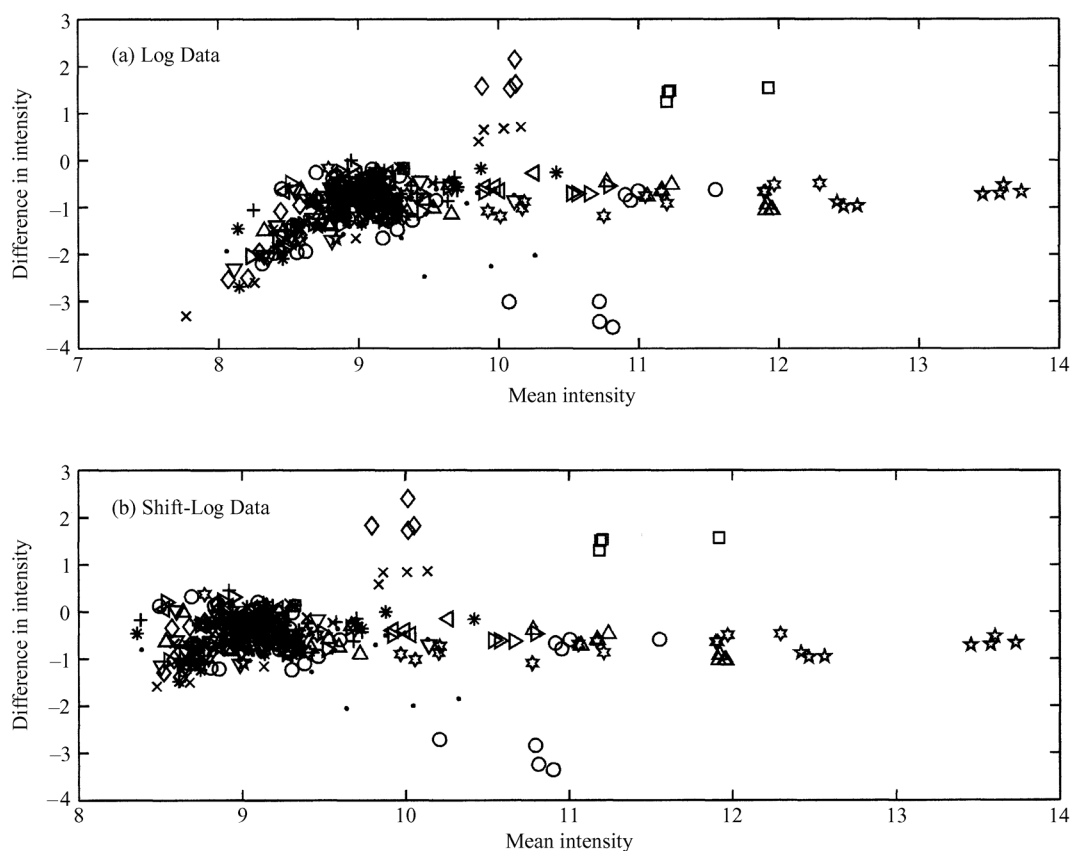 3
(a) Log Data
2
1
0
−1
−2
−3
−4
Difference in intensity
7 8 9 10 11 12 13 14
Mean intensity
3
(b) Shift-Log Data
2
1
0
−1
−2
−3
−4
Difference in intensity
8 9 10 11 12 13 14
Mean intensity